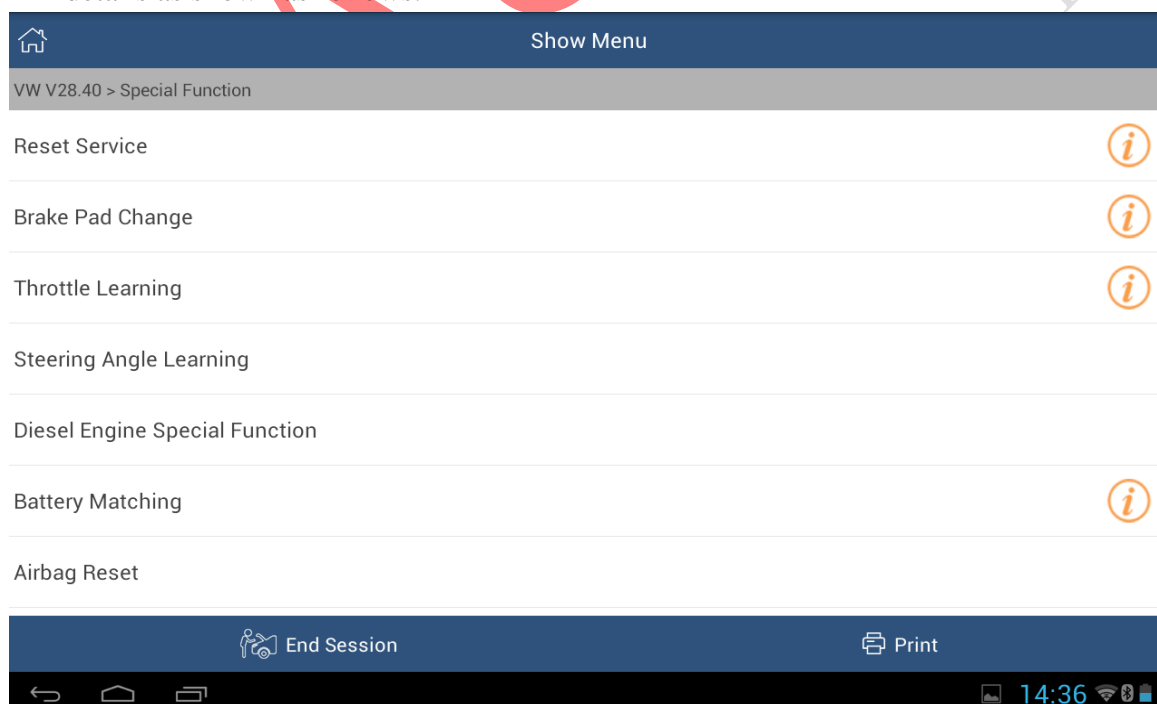 Show Menu
VW V28.40 > Special Function
Reset Service
Brake Pad Change
Throttle Learning
Steering Angle Learning
Diesel Engine Special Function
Battery Matching
Airbag Reset
End Session
Print
14:36